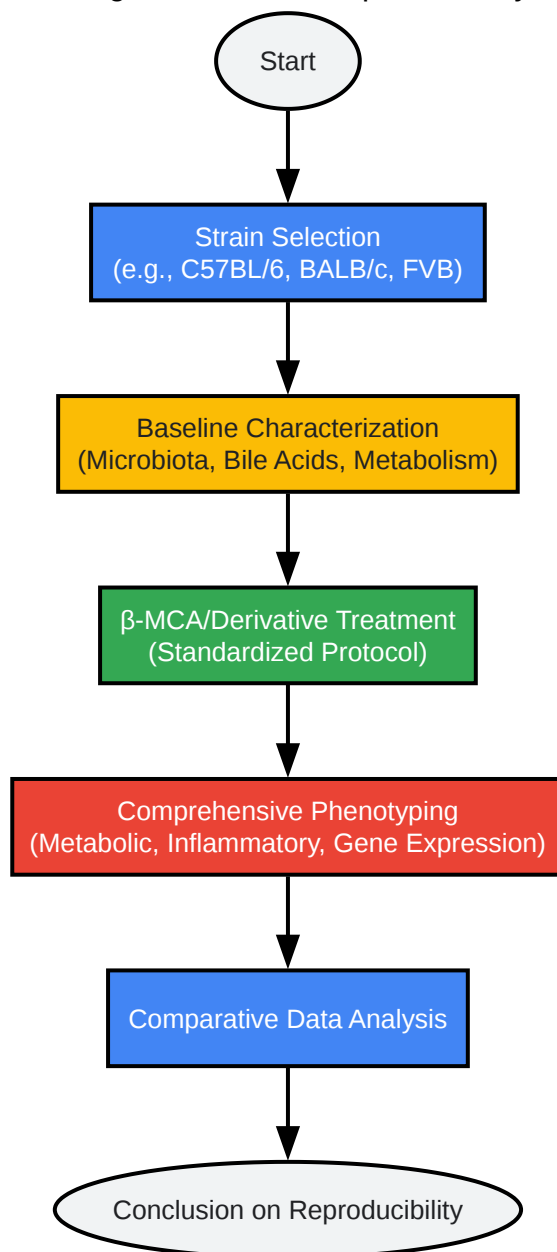 Start
Strain Selection
(e.g., C57BL/6, BALB/c, FVB)
Baseline Characterization
(Microbiota, Bile Acids, Metabolism)
β-MCA/Derivative Treatment
(Standardized Protocol)
Comprehensive Phenotyping
(Metabolic, Inflammatory, Gene Expression)
Comparative Data Analysis
Conclusion on Reproducibility